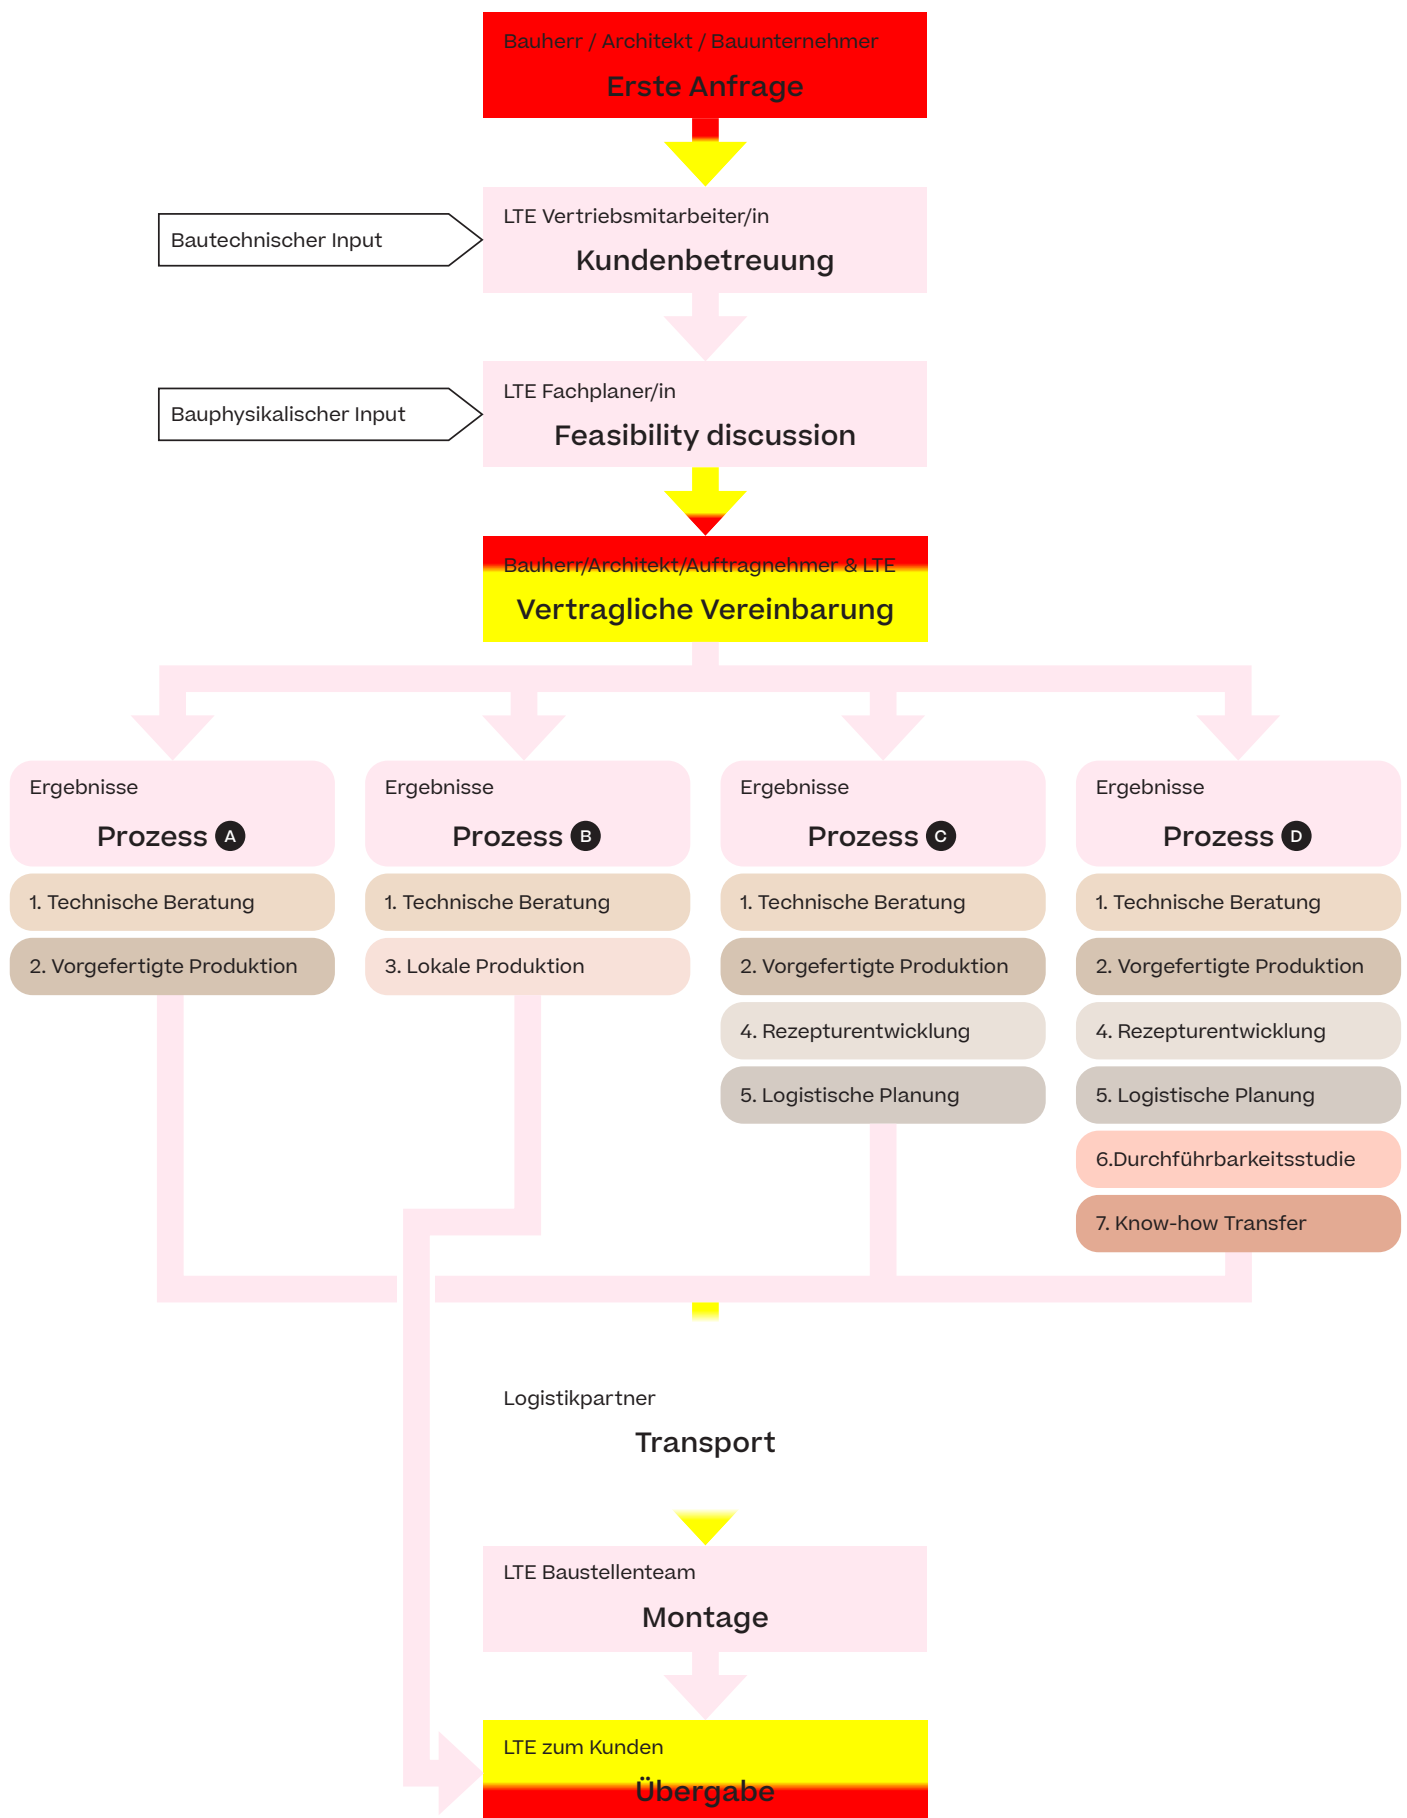 Bauherr / Architekt / Bauunternehmer
Erste Anfrage
Bautechnischer Input
LTE Vertriebsmitarbeiter/in
Kundenbetreuung
Bauphysikalischer Input
LTE Fachplaner/in
Feasibility discussion
Bauherr/Architekt/Auftragnehmer & LTE
Vertragliche Vereinbarung
Ergebnisse
Prozess A
1. Technische Beratung
2. Vorgefertigte Produktion
Ergebnisse
Prozess B
1. Technische Beratung
3. Lokale Produktion
Ergebnisse
Prozess C
1. Technische Beratung
2. Vorgefertigte Produktion
4. Rezepturentwicklung
5. Logistische Planung
Ergebnisse
Prozess D
1. Technische Beratung
2. Vorgefertigte Produktion
4. Rezepturentwicklung
5. Logistische Planung
6.Durchführbarkeitsstudie
7. Know-how Transfer
Logistikpartner
Transport
LTE Baustellenteam
Montage
LTE zum Kunden
Übergabe